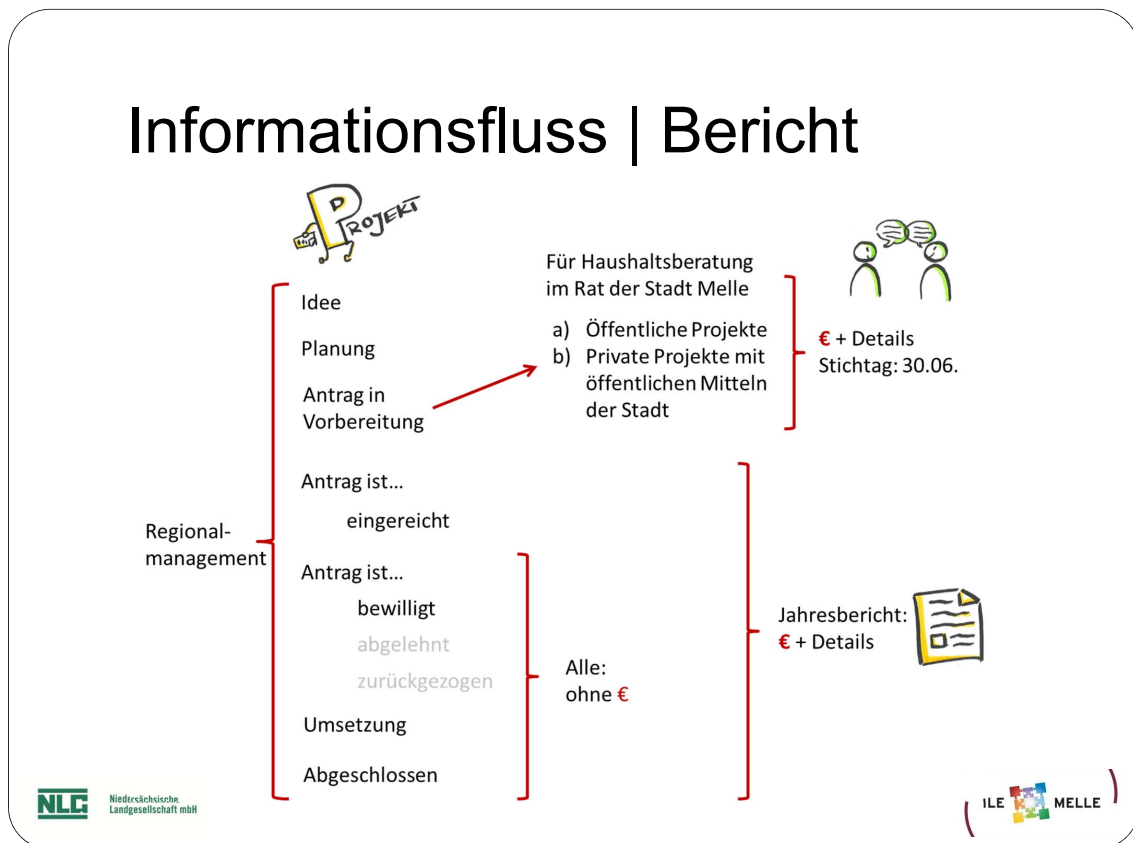 Informationsfluss | Bericht
PROJEKT
Idee
Planung
Antrag in
Vorbereitung
Antrag ist...
eingereicht
Regional-
management
Antrag ist...
bewilligt
abgelehnt
zurückgezogen
Umsetzung
Abgeschlossen
Für Haushaltsberatung
im Rat der Stadt Melle
a) Öffentliche Projekte
b) Private Projekte mit
öffentlichen Mitteln
der Stadt
€ + Details
Stichtag: 30.06.
Alle:
ohne €
Jahresbericht:
€ + Details
NLG
Niedersächsische
Landgesellschaft mbH
ILE MELLE